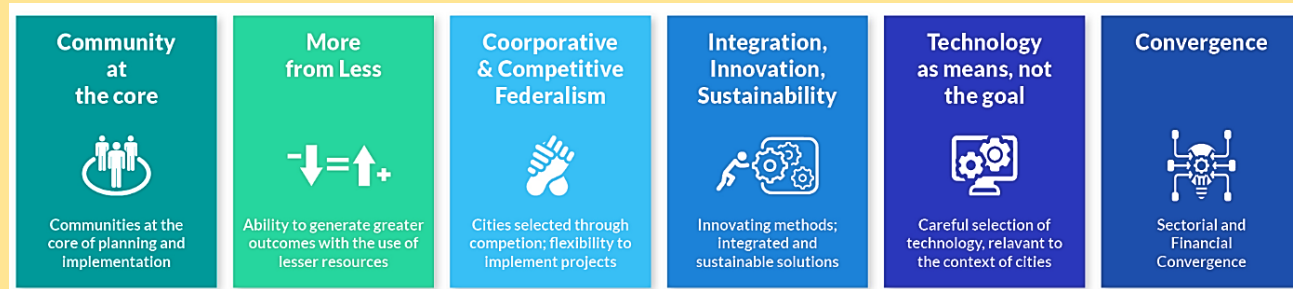 Community
at
the core
Communities at the
core of planning and
implementation
More
from Less
Ability to generate greater
outcomes with the use of
lesser resources
Coorporative
& Competitive
Federalism
Cities selected through
competion; flexibility to
implement projects
Integration,
Innovation,
Sustainability
Innovating methods;
integrated and
sustainable solutions
Technology
as means, not
the goal
Careful selection of
technology, relavant to
the context of cities
Convergence
Sectorial and
Financial
Convergence